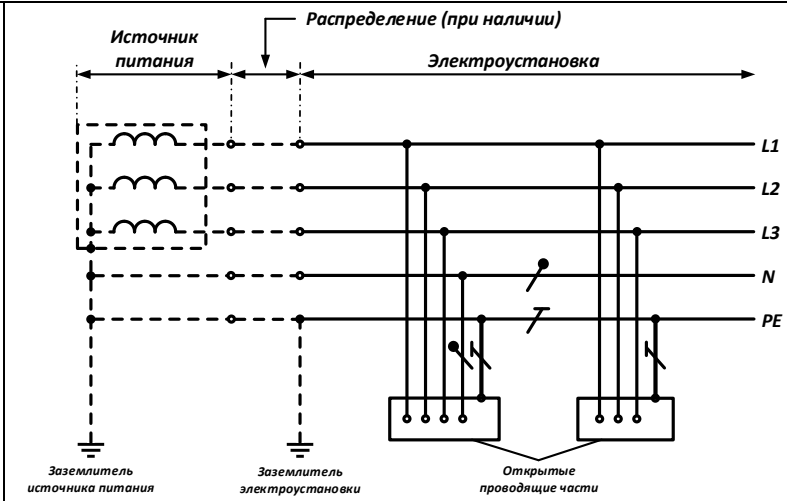 Распределение (при наличии)
Источник
питания
Электроустановка
L1
L2
L3
N
PE
Заземлитель
источника питания
Заземлитель
электроустановки
Открытые
проводящие части